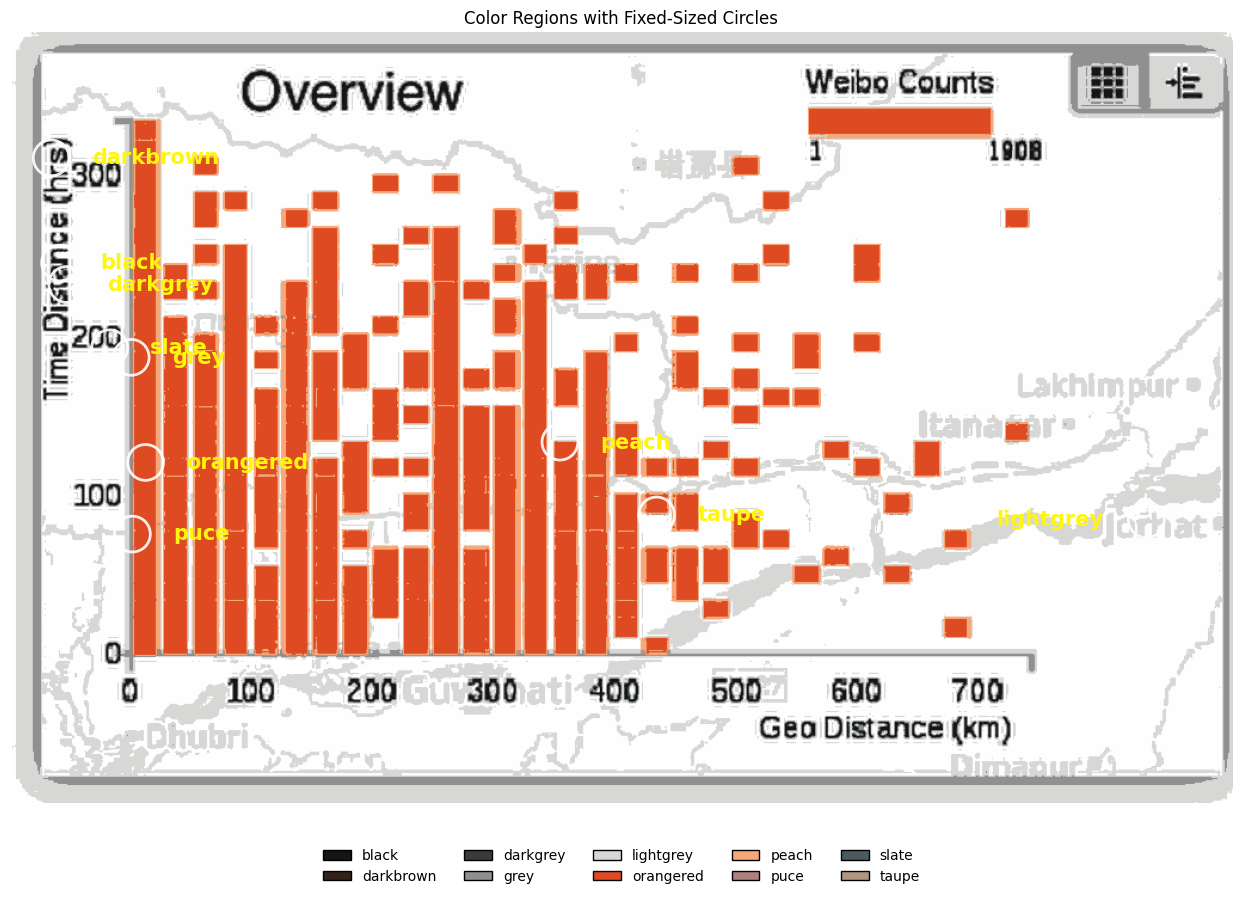 Color Regions with Fixed-Sized Circles
Overview
Weibo Counts
1
1908
darkbrown
300
Time Distance (hrs)
black
darkgrey
200
slate
grey
Lakhimpur
Itanagar
peach
orangered
100
taupe
lightgrey
Jorhat
puce
0
0 100 200 300 400 500 600 700
Guwahati
Geo Distance (km)
Dhubri
Dimapur
black darkgrey lightgrey peach slate
darkbrown grey orangered puce taupe